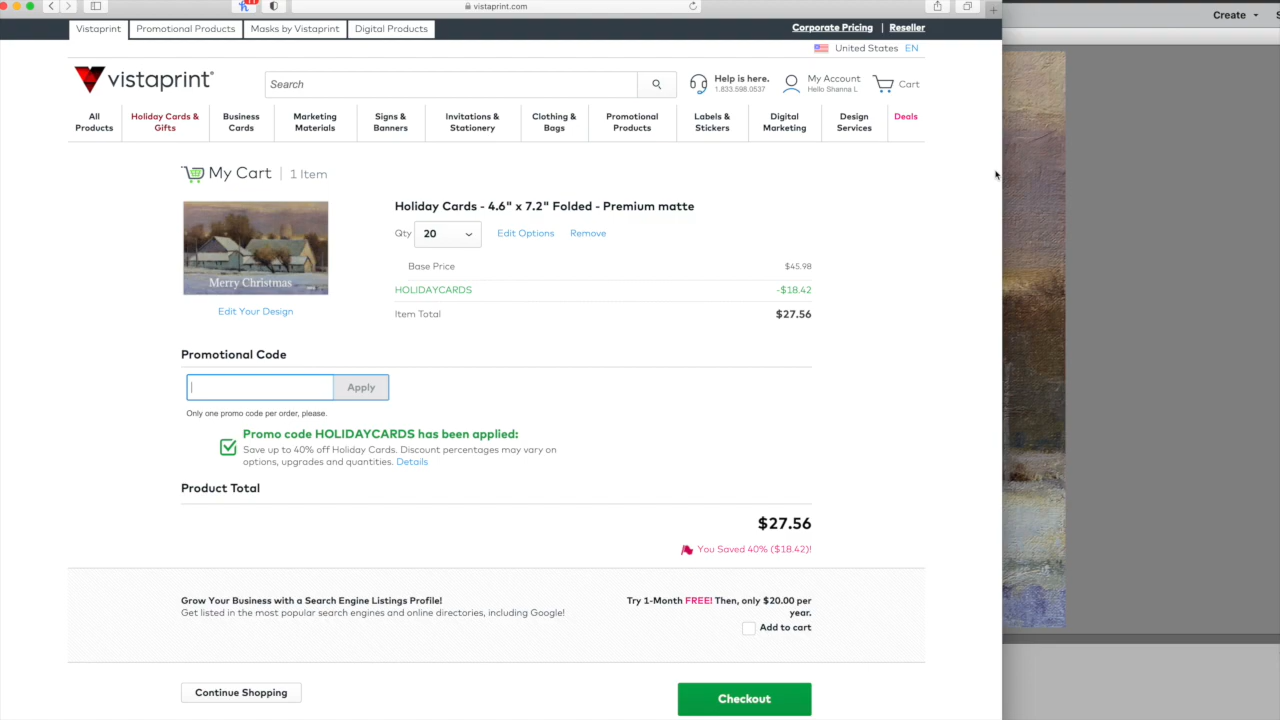 vistaprint.com
Create
Vistaprint
Promotional Products
Masks by Vistaprint
Digital Products
Corporate Pricing | Reseller
United States EN
vistaprint®
Search
Help is here.
1.833.598.0537
My Account
Hello Shanna L
Cart
All
Products
Holiday Cards &
Gifts
Business
Cards
Marketing
Materials
Signs &
Banners
Invitations &
Stationery
Clothing &
Bags
Promotional
Products
Labels &
Stickers
Digital
Marketing
Design
Services
Deals
My Cart | 1 Item
Merry Christmas
Edit Your Design
Holiday Cards - 4.6" x 7.2" Folded - Premium matte
Qty 20 Edit Options Remove
Base Price $45.98
HOLIDAYCARDS -$18.42
Item Total $27.56
Promotional Code
Apply
Only one promo code per order, please.
Promo code HOLIDAYCARDS has been applied:
Save up to 40% off Holiday Cards. Discount percentages may vary on
options, upgrades and quantities. Details
Product Total
$27.56
You Saved 40% ($18.42)!
Grow Your Business with a Search Engine Listings Profile!
Get listed in the most popular search engines and online directories, including Google!
Try 1-Month FREE! Then, only $20.00 per
year.
Add to cart
Continue Shopping
Checkout